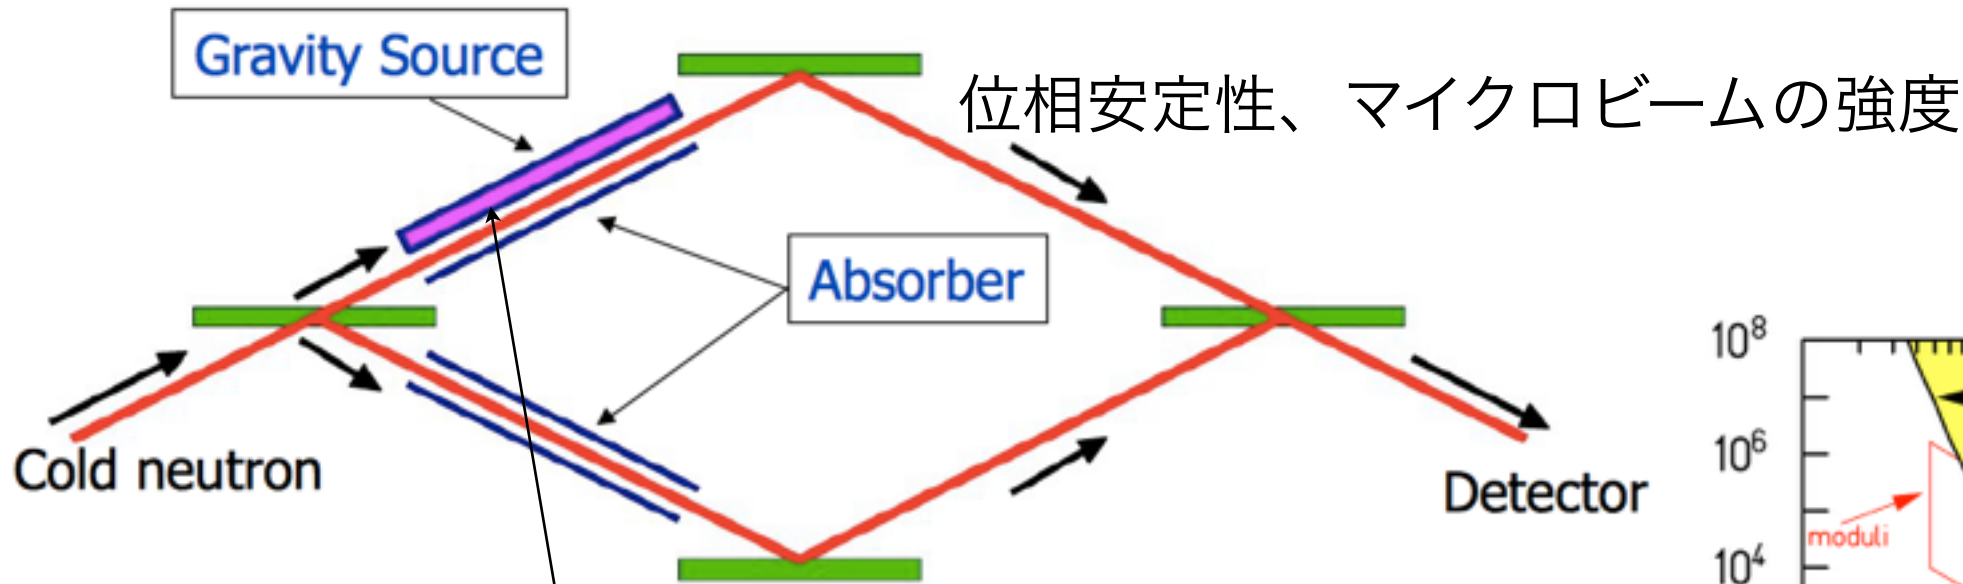 Gravity Source
位相安定性、マイクロビームの強度
Absorber
Cold neutron
Detector
10⁸
10⁶
moduli
10⁴